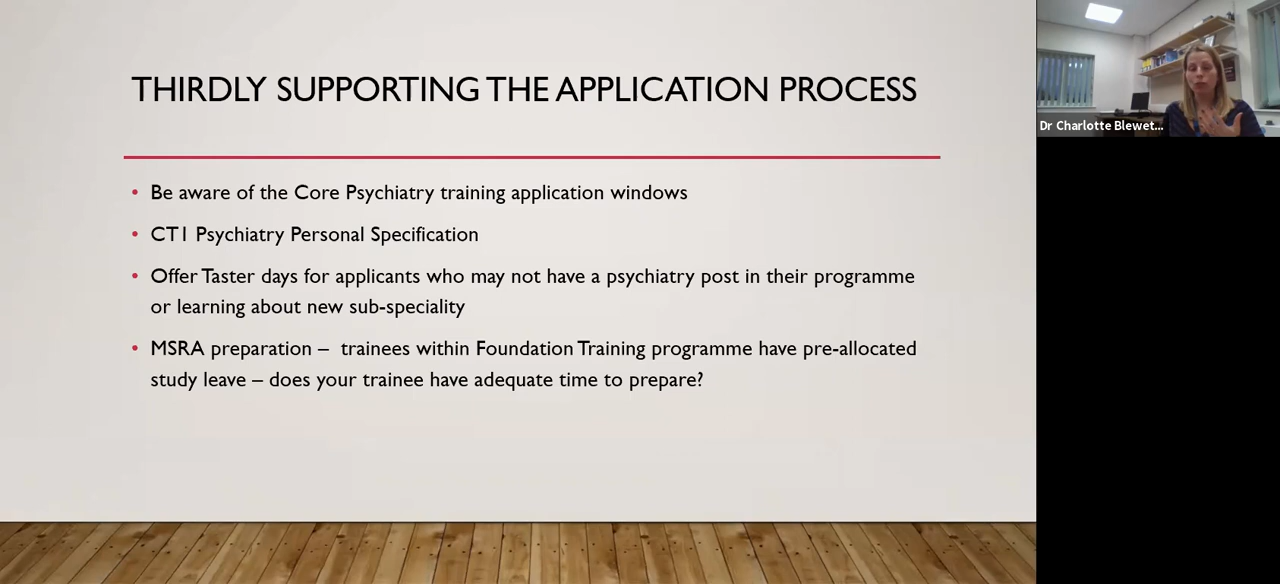 THIRDLY SUPPORTING THE APPLICATION PROCESS
• Be aware of the Core Psychiatry training application windows
• CT1 Psychiatry Personal Specification
• Offer Taster days for applicants who may not have a psychiatry post in their programme
or learning about new sub-speciality
• MSRA preparation – trainees within Foundation Training programme have pre-allocated
study leave – does your trainee have adequate time to prepare?
Dr Charlotte Blewet...